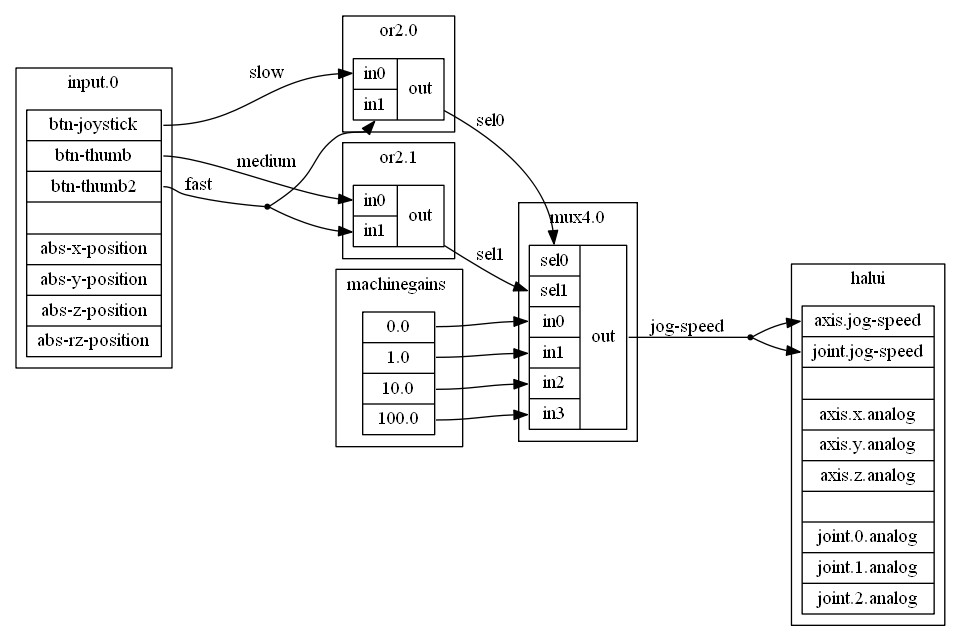 input.0
btn-joystick
btn-thumb
btn-thumb2
abs-x-position
abs-y-position
abs-z-position
abs-rz-position
slow
medium
fast
or2.0
in0
in1
out
or2.1
in0
in1
out
machinegains
0.0
1.0
10.0
100.0
sel0
sel1
mux4.0
sel0
sel1
in0
in1
in2
in3
out
jog-speed
halui
axis.jog-speed
joint.jog-speed
axis.x.analog
axis.y.analog
axis.z.analog
joint.0.analog
joint.1.analog
joint.2.analog